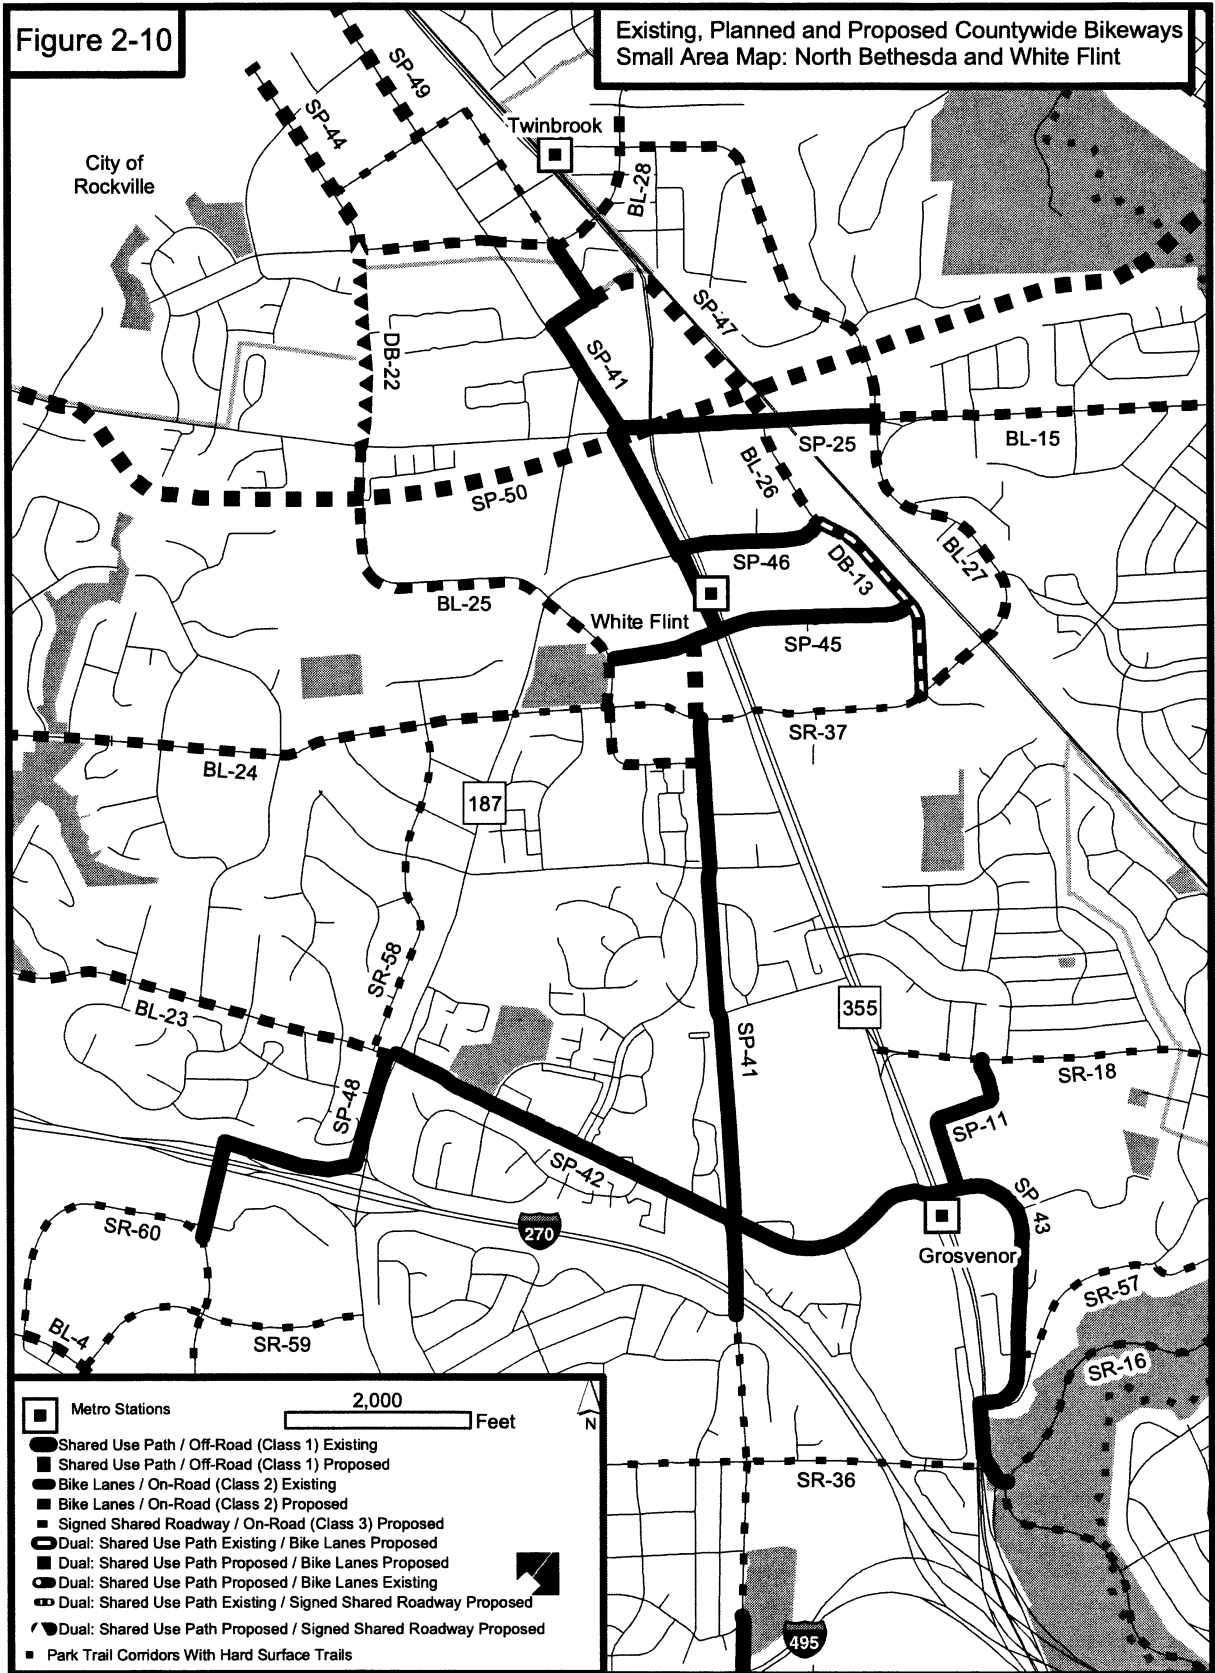 Figure 2-10
Existing, Planned and Proposed Countywide Bikeways
Small Area Map: North Bethesda and White Flint
SP-49
SP-44
Twinbrook
City of
Rockville
BL-28
SP-47
DB-22
SP-41
SP-25
BL-15
BL-26
SP-50
SP-46
DB-13
BL-27
BL-25
White Flint
SP-45
SR-37
BL-24
187
SR-58
BL-23
355
SP-41
SR-18
SP-48
SP-11
SP-42
SP 43
SR-60
270
Grosvenor
SR-57
BL-4
SR-59
SR-16
2,000
Feet
N
Metro Stations
Shared Use Path / Off-Road (Class 1) Existing
Shared Use Path / Off-Road (Class 1) Proposed
Bike Lanes / On-Road (Class 2) Existing
Bike Lanes / On-Road (Class 2) Proposed
Signed Shared Roadway / On-Road (Class 3) Proposed
Dual: Shared Use Path Existing / Bike Lanes Proposed
Dual: Shared Use Path Proposed / Bike Lanes Proposed
Dual: Shared Use Path Proposed / Bike Lanes Existing
Dual: Shared Use Path Existing / Signed Shared Roadway Proposed
Dual: Shared Use Path Proposed / Signed Shared Roadway Proposed
Park Trail Corridors With Hard Surface Trails
SR-36
495